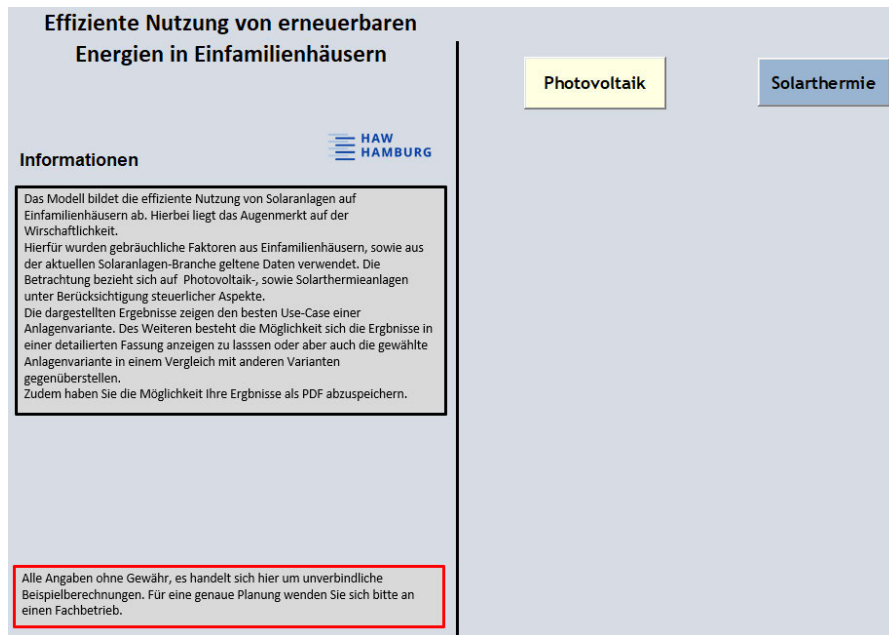 Effiziente Nutzung von erneuerbaren
Energien in Einfamilienhäusern
HAW
HAMBURG
Informationen
Das Modell bildet die effiziente Nutzung von Solaranlagen auf
Einfamilienhäusern ab. Hierbei liegt das Augenmerkt auf der
Wirschaftlichkeit.
Hierfür wurden gebräuchliche Faktoren aus Einfamilienhäusern, sowie aus
der aktuellen Solaranlagen-Branche geltene Daten verwendet. Die
Betrachtung bezieht sich auf  Photovoltaik-, sowie Solarthermieanlagen
unter Berücksichtigung steuerlicher Aspekte.
Die dargestellten Ergebnisse zeigen den besten Use-Case einer
Anlagenvariante. Des Weiteren besteht die Möglichkeit sich die Ergbnisse in
einer detailierten Fassung anzeigen zu lasssen oder aber auch die gewählte
Anlagenvariante in einem Vergleich mit anderen Varianten
gegenüberstellen.
Zudem haben Sie die Möglichkeit Ihre Ergbnisse als PDF abzuspeichern.
Alle Angaben ohne Gewähr, es handelt sich hier um unverbindliche
Beispielberechnungen. Für eine genaue Planung wenden Sie sich bitte an
einen Fachbetrieb.
Photovoltaik
Solarthermie